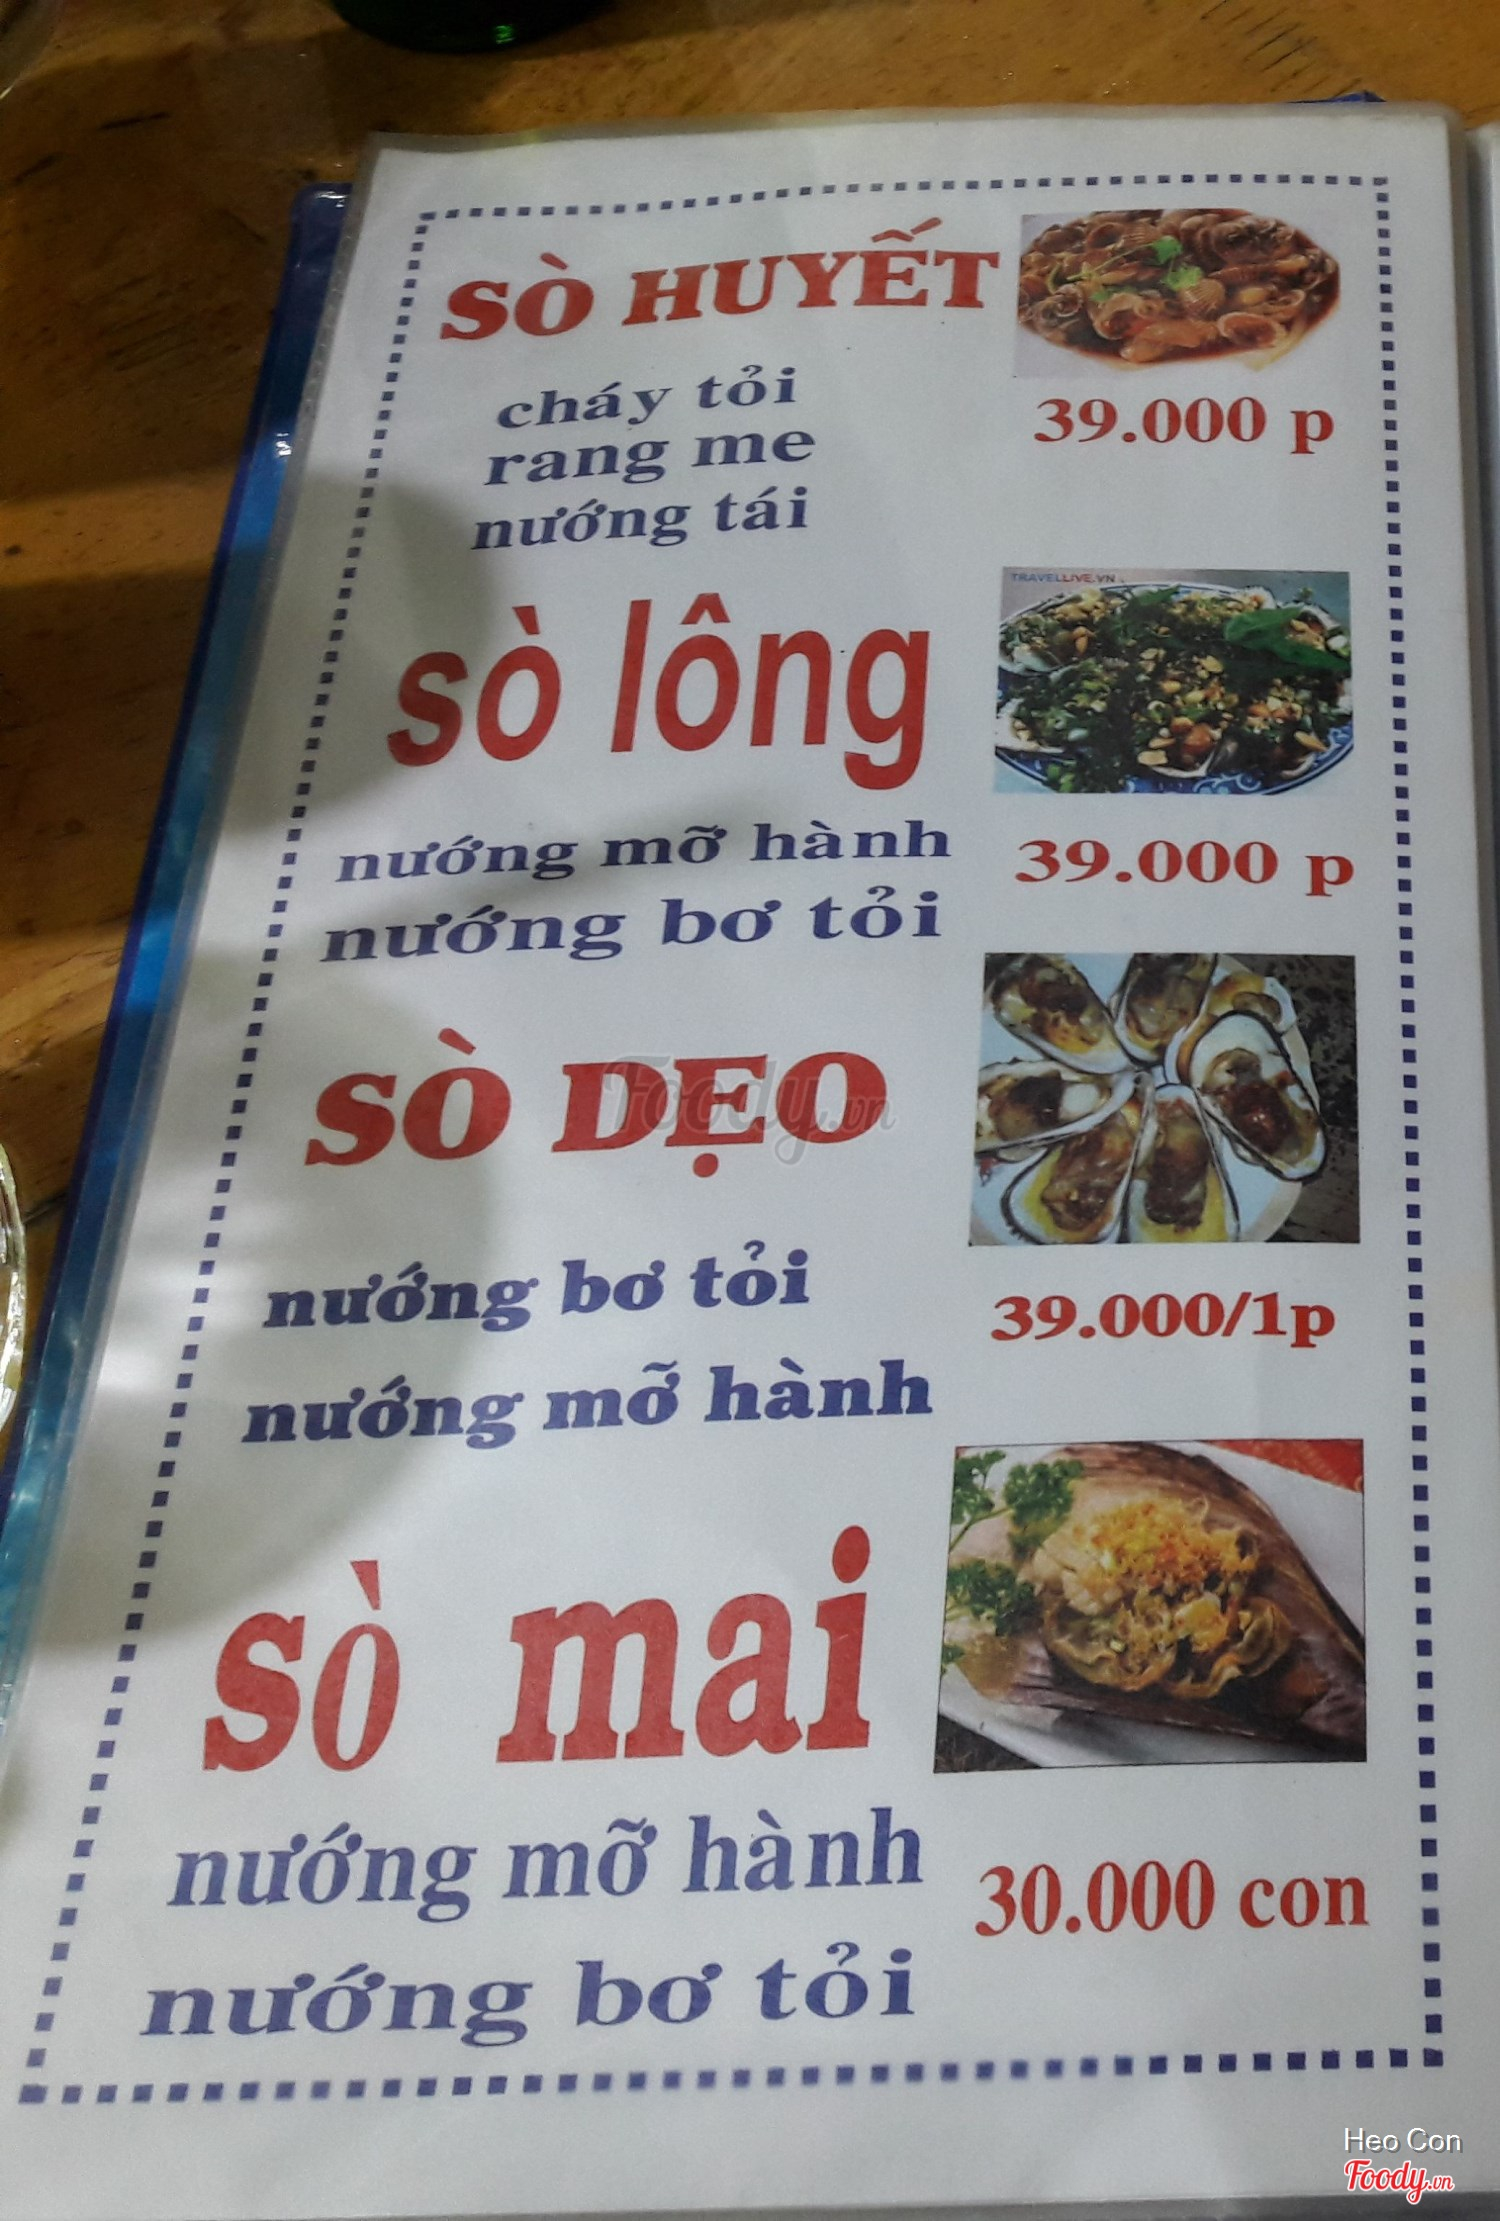 SÒ HUYẾT
cháy tỏi
39.000 p
rang me
nướng tái
TRAVELLIVE.VN
sò lông
nướng mỡ hành
39.000 p
nướng bơ tỏi
SÒ DẸO
Foody.vn
nướng bơ tỏi
39.000/1p
nướng mỡ hành
sò mai
nướng mỡ hành
30.000 con
nướng bơ tỏi
Heo Con
Foody.vn